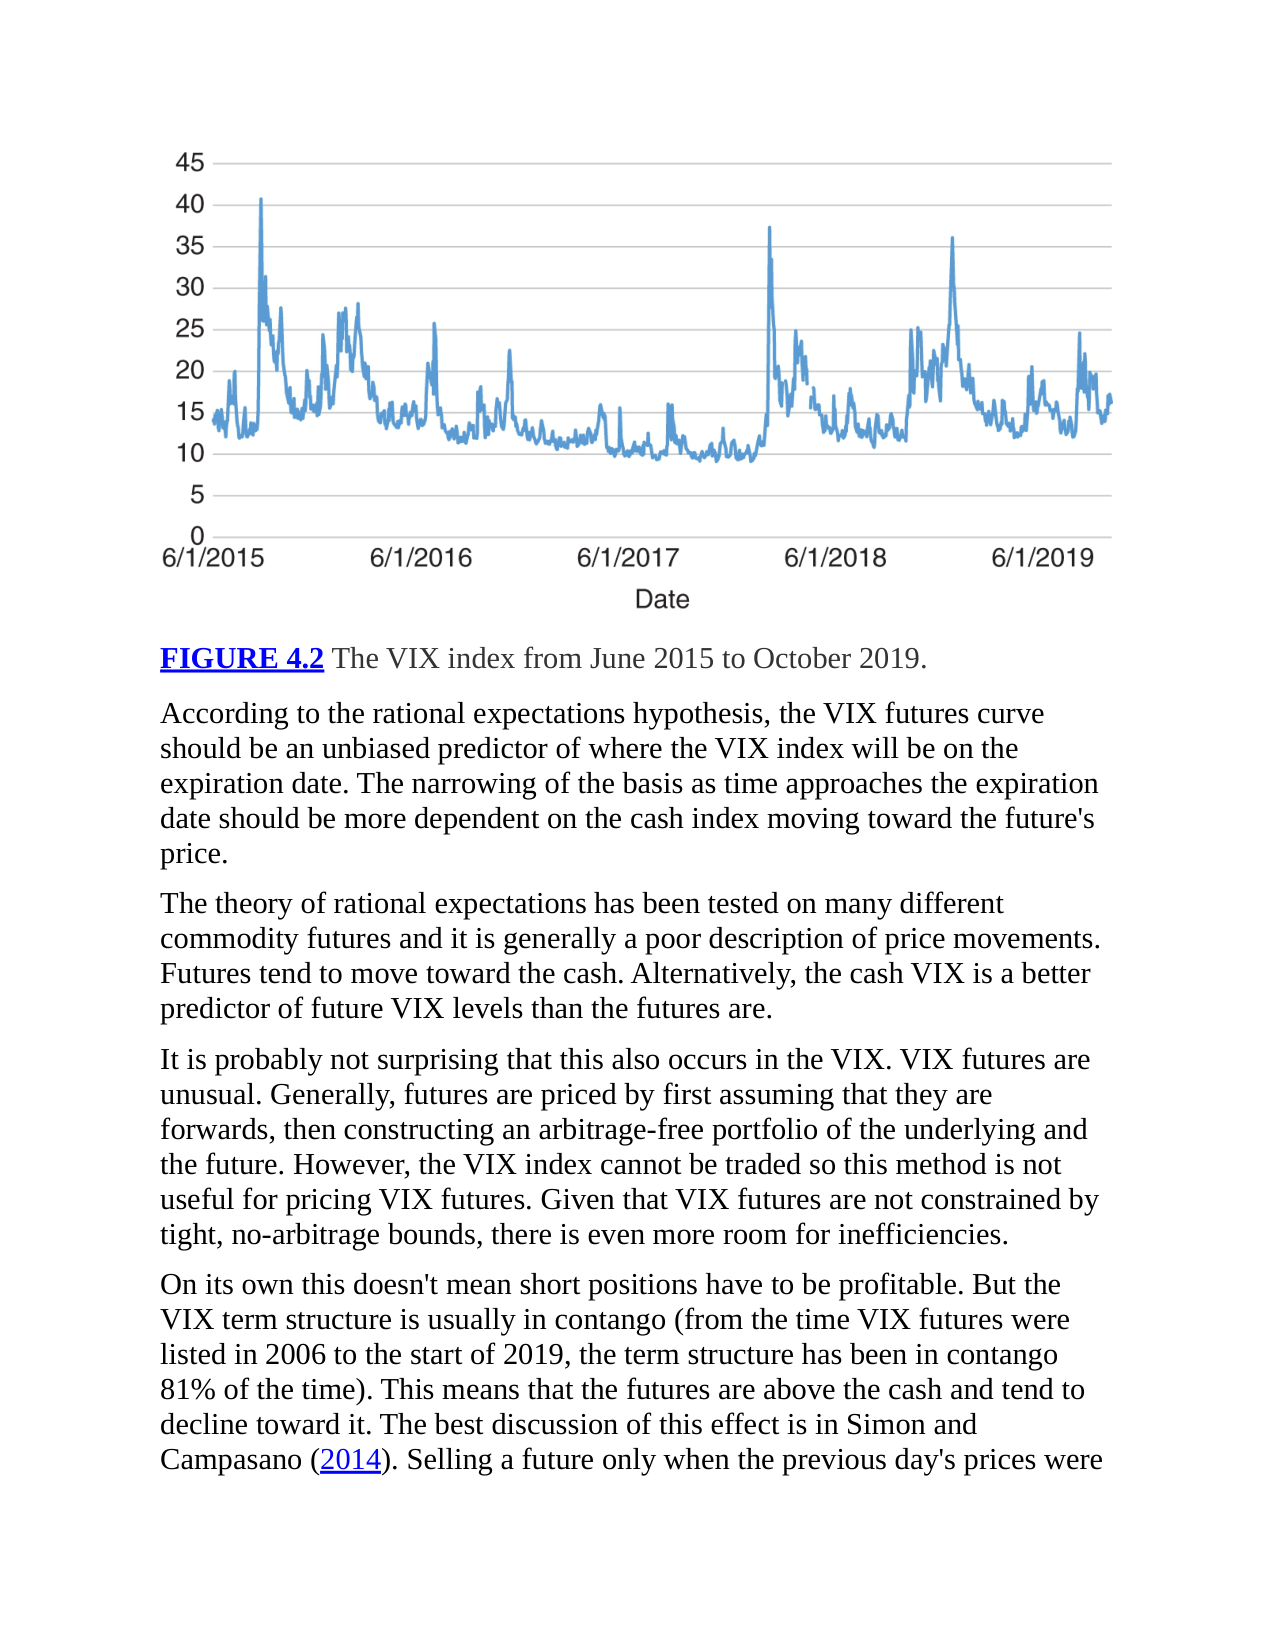 45
40
35
30
25
20
15
10
5
0
6/1/2015 6/1/2016 6/1/2017 6/1/2018 6/1/2019
Date
FIGURE 4.2 The VIX index from June 2015 to October 2019.
According to the rational expectations hypothesis, the VIX futures curve
should be an unbiased predictor of where the VIX index will be on the
expiration date. The narrowing of the basis as time approaches the expiration
date should be more dependent on the cash index moving toward the future's
price.
The theory of rational expectations has been tested on many different
commodity futures and it is generally a poor description of price movements.
Futures tend to move toward the cash. Alternatively, the cash VIX is a better
predictor of future VIX levels than the futures are.
It is probably not surprising that this also occurs in the VIX. VIX futures are
unusual. Generally, futures are priced by first assuming that they are
forwards, then constructing an arbitrage-free portfolio of the underlying and
the future. However, the VIX index cannot be traded so this method is not
useful for pricing VIX futures. Given that VIX futures are not constrained by
tight, no-arbitrage bounds, there is even more room for inefficiencies.
On its own this doesn't mean short positions have to be profitable. But the
VIX term structure is usually in contango (from the time VIX futures were
listed in 2006 to the start of 2019, the term structure has been in contango
81% of the time). This means that the futures are above the cash and tend to
decline toward it. The best discussion of this effect is in Simon and
Campasano (2014). Selling a future only when the previous day's prices were